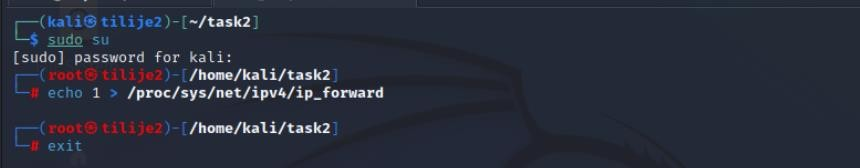 ┌──(kali㉿tilije2)-[~/task2]
└─$ sudo su
[sudo] password for kali:
┌──(root㉿tilije2)-[/home/kali/task2]
└─# echo 1 > /proc/sys/net/ipv4/ip_forward
┌──(root㉿tilije2)-[/home/kali/task2]
└─# exit